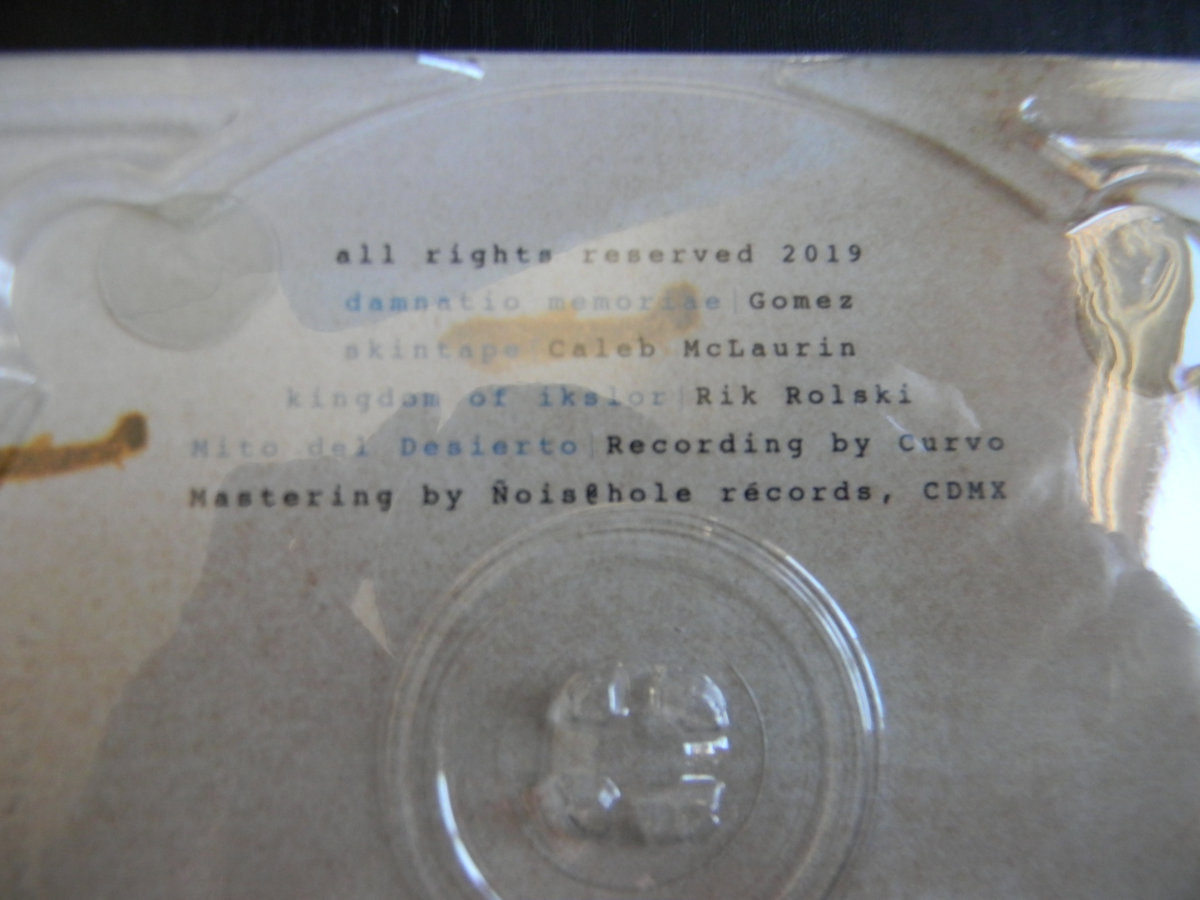 all rights reserved 2019
damnatio memoriae|Gomez
skintape|Caleb McLaurin
kingdom of ikslor|Rik Rolski
Mito del Desierto|Recording by Curvo
Mastering by Ñois@hole récords, CDMX